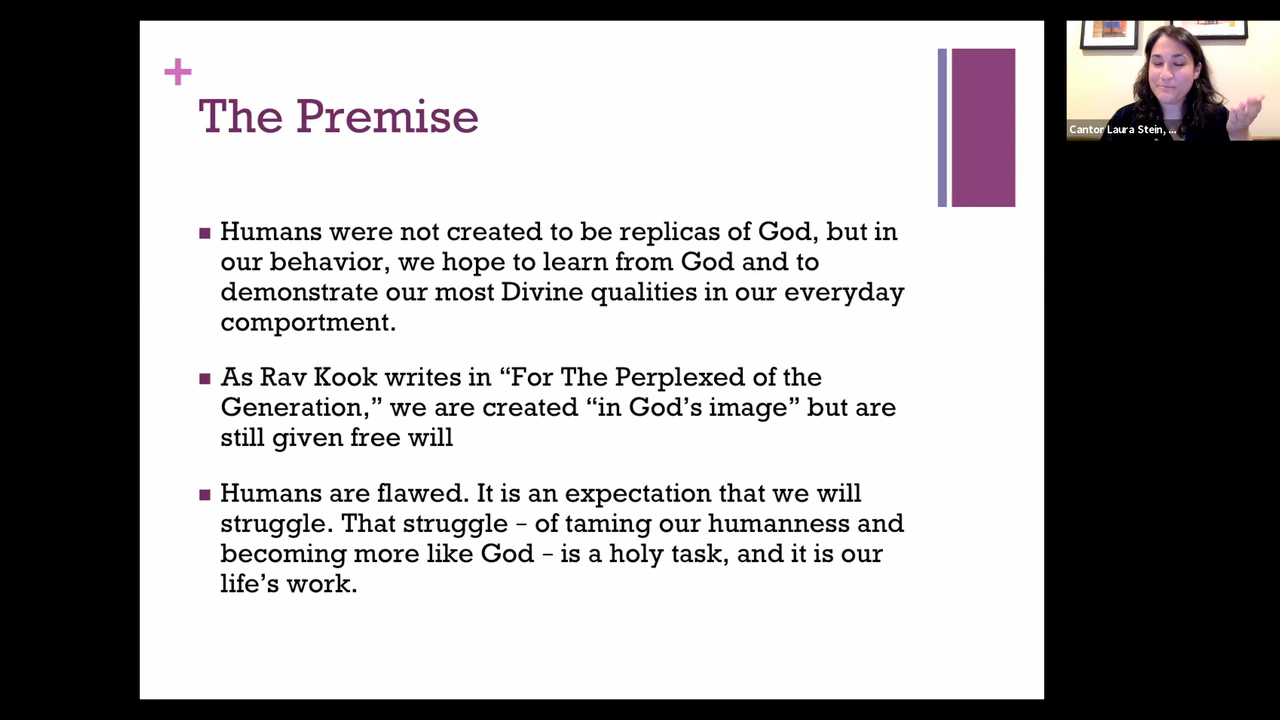 The Premise
Humans were not created to be replicas of God, but in
our behavior, we hope to learn from God and to
demonstrate our most Divine qualities in our everyday
comportment.
As Rav Kook writes in “For The Perplexed of the
Generation,” we are created “in God’s image” but are
still given free will
Humans are flawed. It is an expectation that we will
struggle. That struggle – of taming our humanness and
becoming more like God – is a holy task, and it is our
life’s work.
Cantor Laura Stein, ...